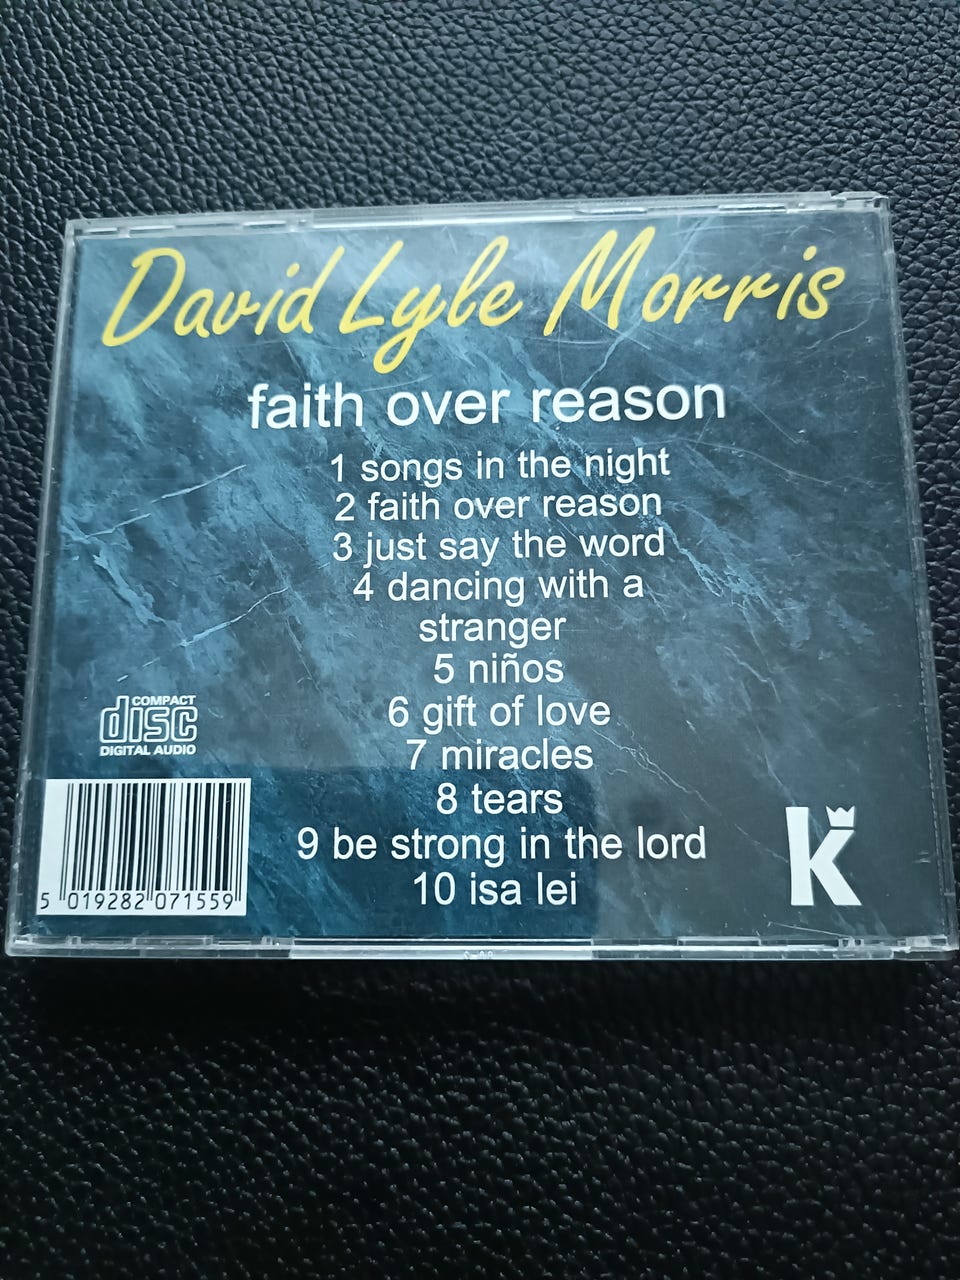 David Lyle Morris
faith over reason
1 songs in the night
2 faith over reason
3 just say the word
4 dancing with a
stranger
5 niños
6 gift of love
7 miracles
8 tears
9 be strong in the lord
10 isa lei
COMPACT
disc
DIGITAL AUDIO
5 019282 071559
K